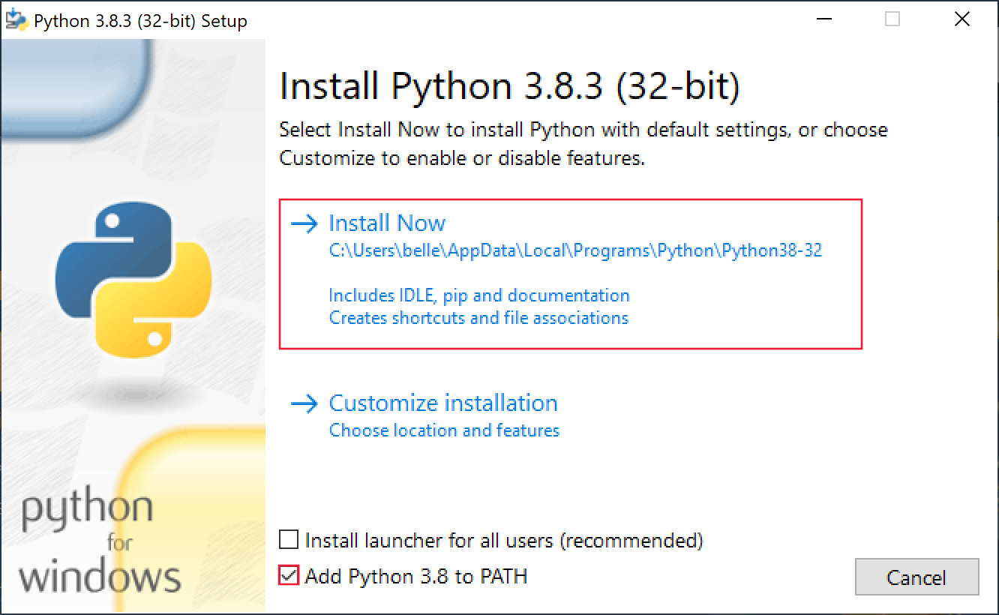 Python 3.8.3 (32-bit) Setup
Install Python 3.8.3 (32-bit)
Select Install Now to install Python with default settings, or choose
Customize to enable or disable features.
Install Now
C:\Users\belle\AppData\Local\Programs\Python\Python38-32
Includes IDLE, pip and documentation
Creates shortcuts and file associations
Customize installation
Choose location and features
Install launcher for all users (recommended)
Add Python 3.8 to PATH
Cancel
python
for
windows